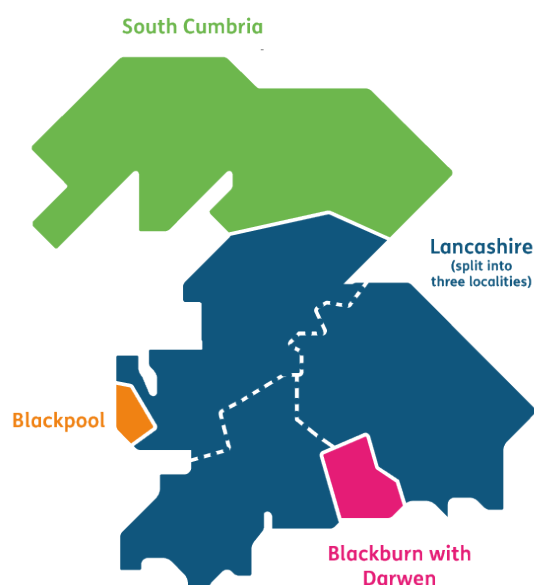 South Cumbria
Lancashire
(split into
three localities)
Blackpool
Blackburn with
Darwen